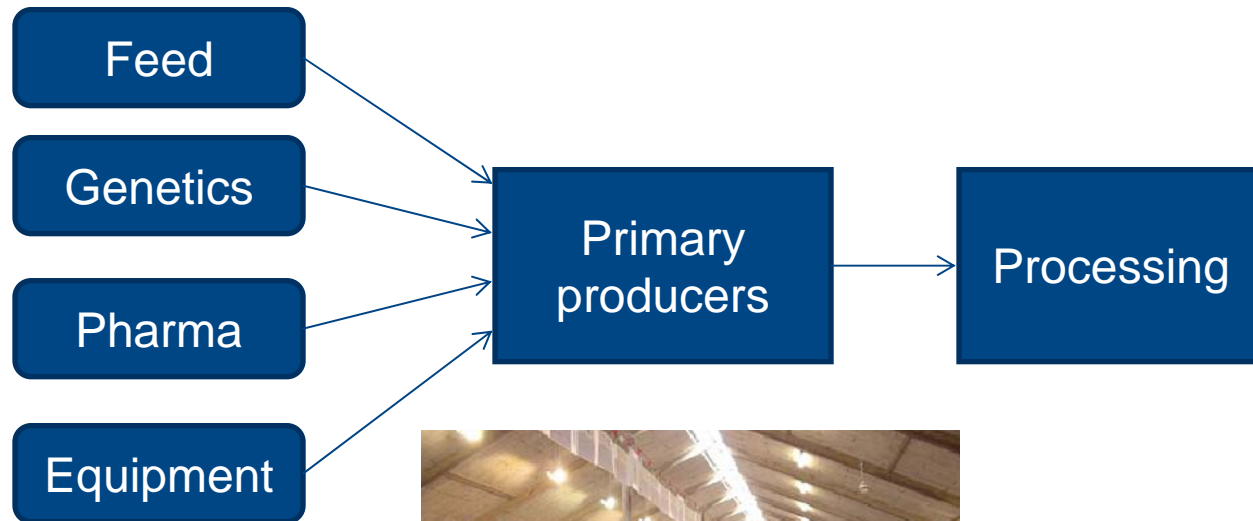 Feed
Genetics
Pharma
Equipment
Primary
producers
Processing